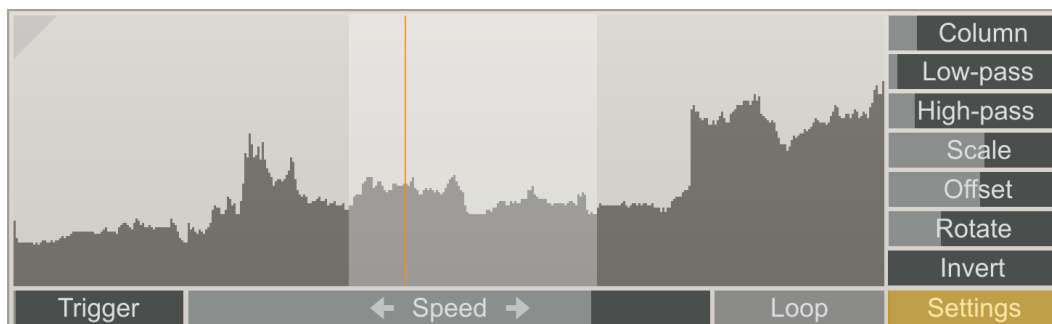 Column
Low-pass
High-pass
Scale
Offset
Rotate
Invert
Trigger
Speed
Loop
Settings